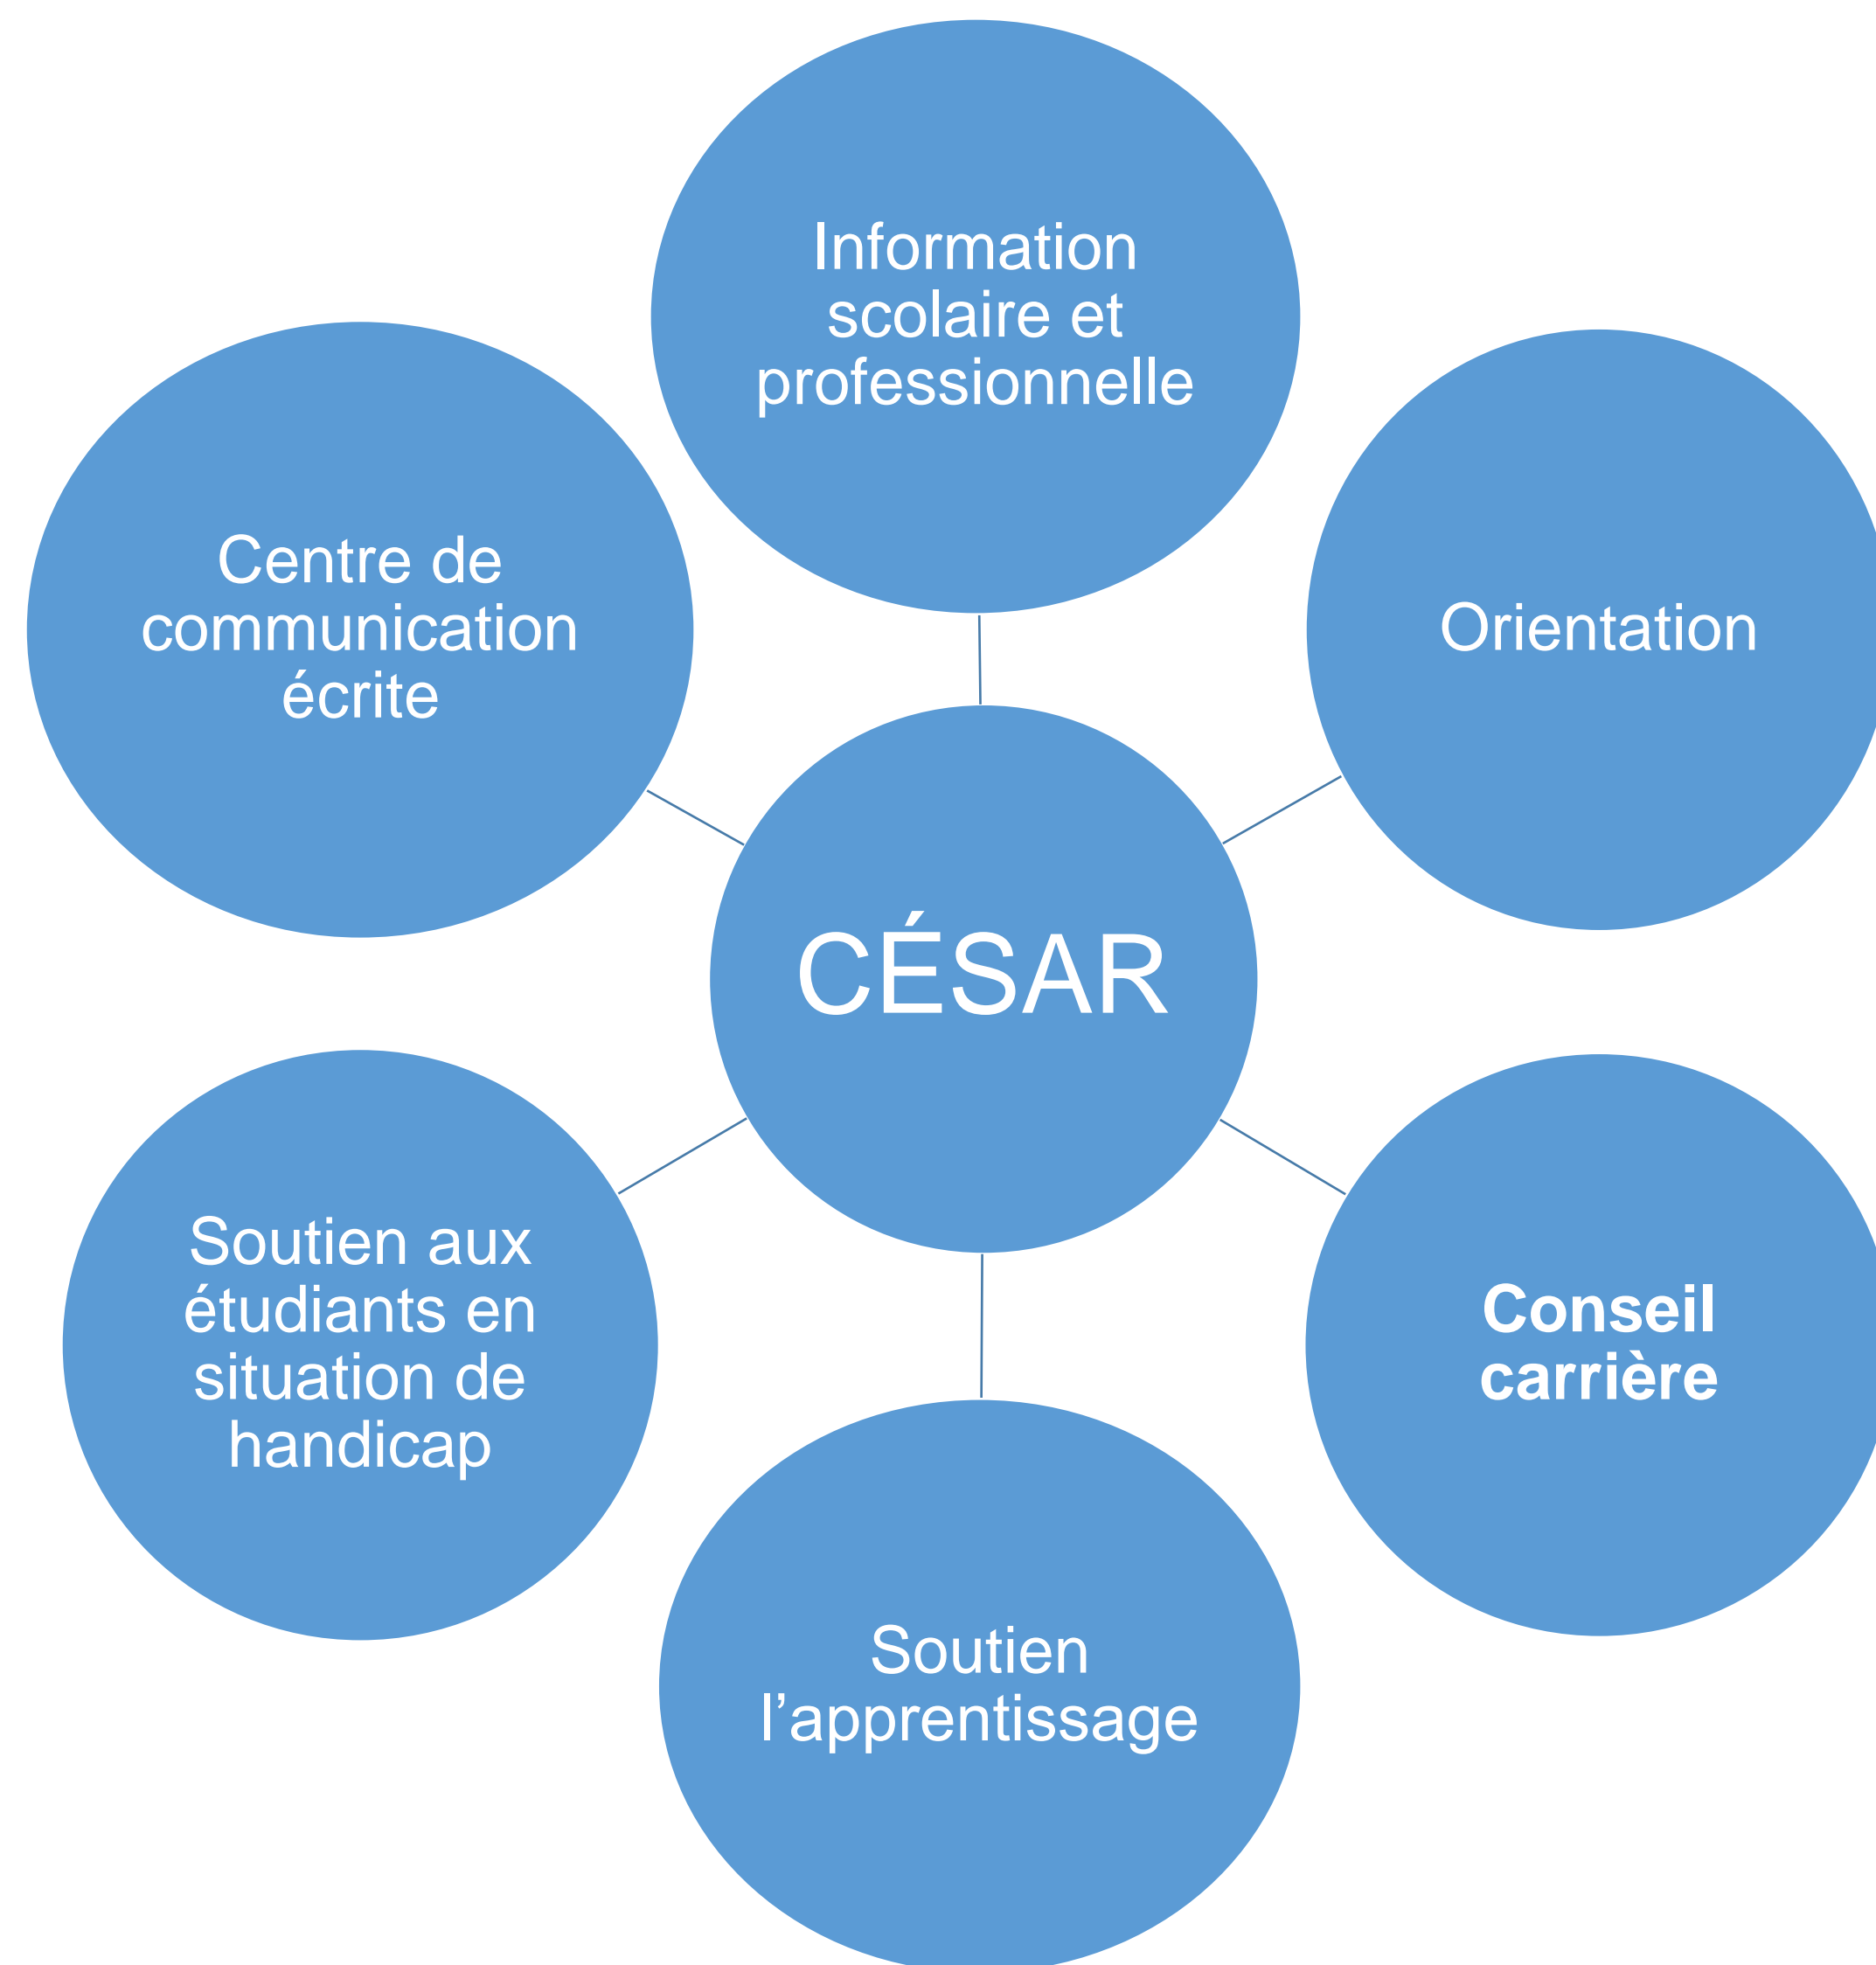 Information
scolaire et
professionnelle
Centre de
communication
écrite
Orientation
CÉSAR
Soutien aux
étudiants en
situation de
handicap
Conseil
carrière
Soutien
l’apprentissage